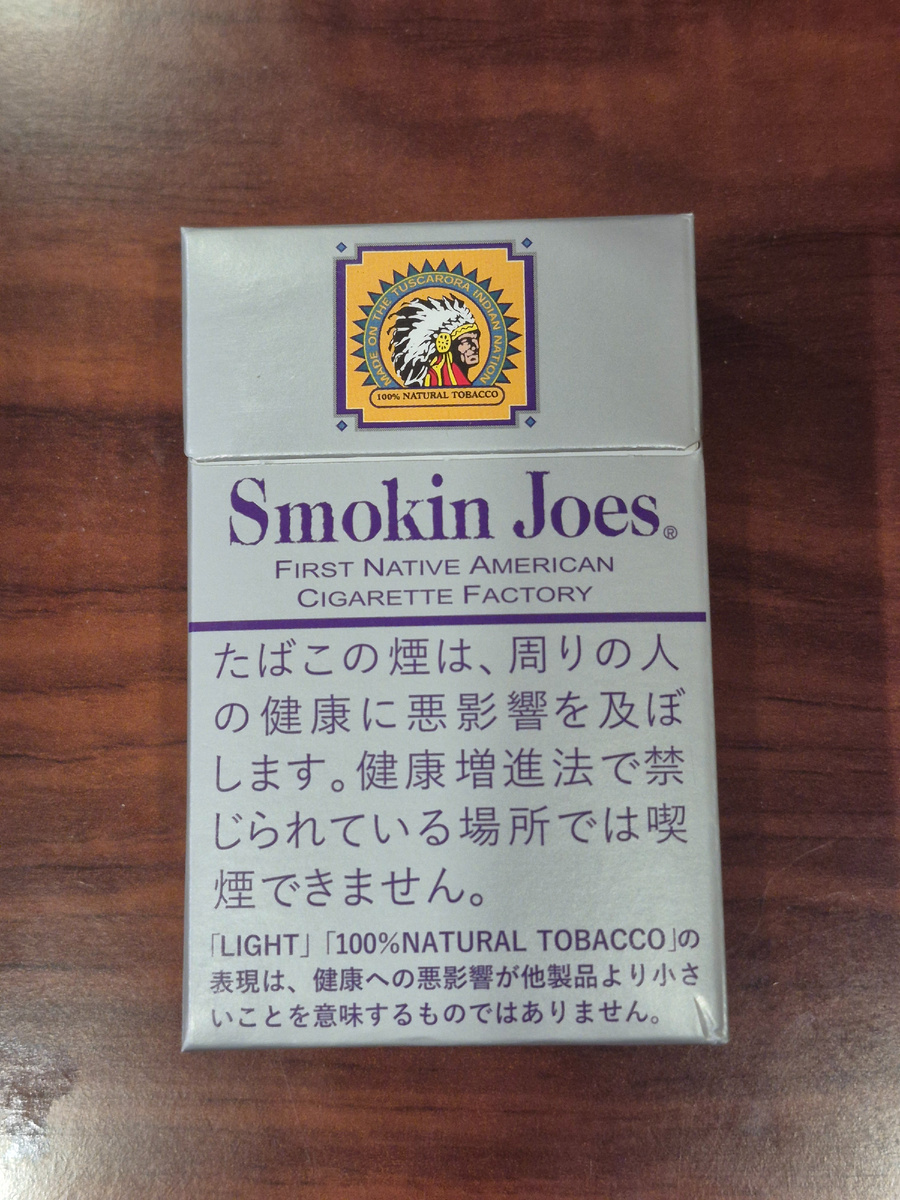 MADE ON THE TUSCARORA INDIAN NATION
100% NATURAL TOBACCO
Smokin Joes®
FIRST NATIVE AMERICAN
CIGARETTE FACTORY
たばこの煙は、周りの人
の健康に悪影響を及ぼ
します。健康増進法で禁
じられている場所では喫
煙できません。
「LIGHT」「100%NATURAL TOBACCO」の
表現は、健康への悪影響が他製品より小さ
いことを意味するものではありません。